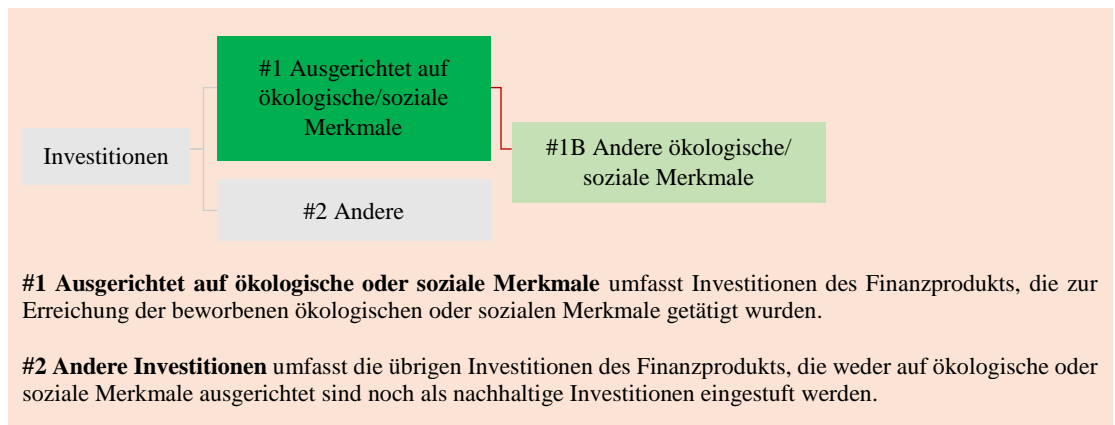 #1 Ausgerichtet auf
ökologische/soziale
Merkmale
Investitionen
#1B Andere ökologische/
soziale Merkmale
#2 Andere
#1 Ausgerichtet auf ökologische oder soziale Merkmale umfasst Investitionen des Finanzprodukts, die zur
Erreichung der beworbenen ökologischen oder sozialen Merkmale getätigt wurden.
#2 Andere Investitionen umfasst die übrigen Investitionen des Finanzprodukts, die weder auf ökologische oder
soziale Merkmale ausgerichtet sind noch als nachhaltige Investitionen eingestuft werden.